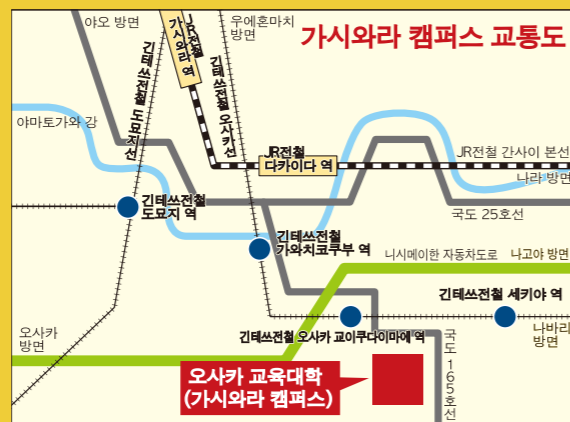 가시와라 캠퍼스 교통도
야오 방면
JR전철
가시와라 역
우에혼마치
방면
긴테쓰전철 도묘지선
긴테쓰전철 오사카선
야마토가와 강
JR전철
다카이다 역
JR전철 간사이 본선
나라 방면
긴테쓰전철
도묘지 역
국도 25호선
긴테쓰전철
가와치코쿠부 역
니시메이한 자동차도로
나고야 방면
긴테쓰전철 세키야 역
오사카
방면
긴테쓰전철 오사카 교이쿠다이마에 역
나바리
방면
국도 165호선
오사카 교육대학
(가시와라 캠퍼스)